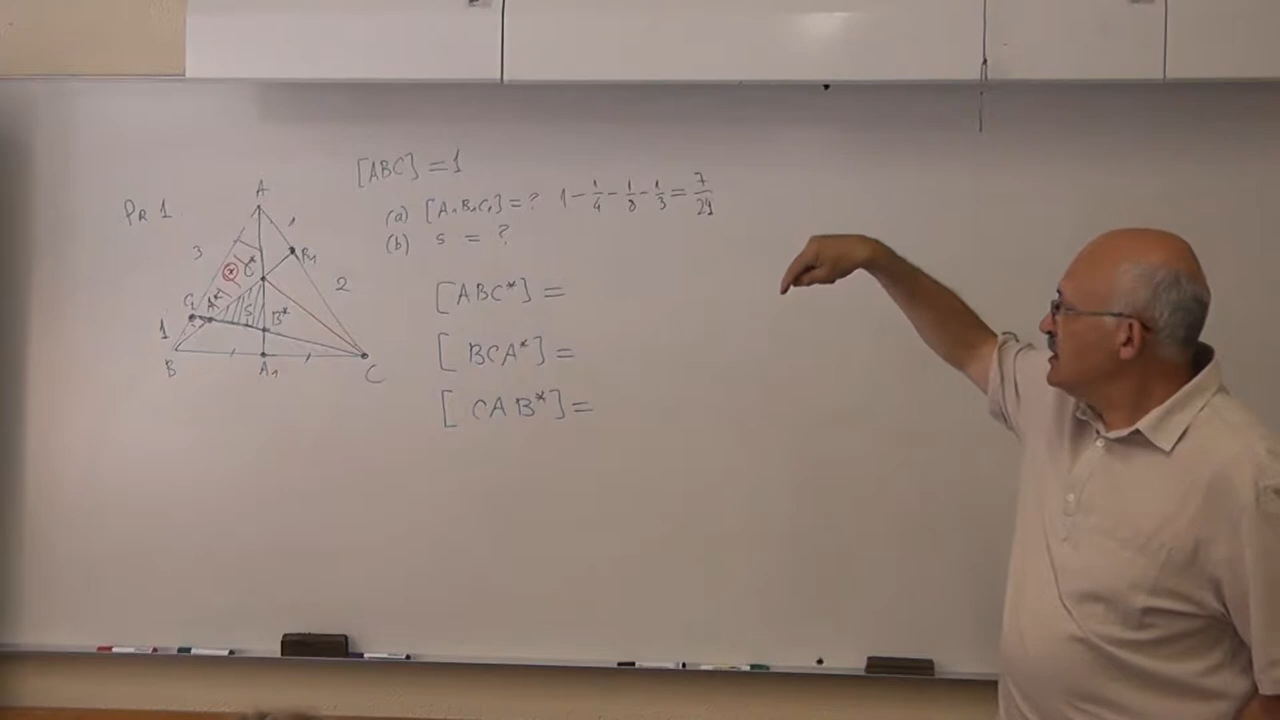 [ABC] = 1
PR 1
(a) [A₁B₁C₁] = ? 1 - 1/4 - 1/8 - 1/3 = 7/24
(b) S = ?
A
3
1
B₁
C*
x
2
C₁
A*
S
B*
1
B
A₁
C
[ABC*] =
[BCA*] =
[CAB*] =